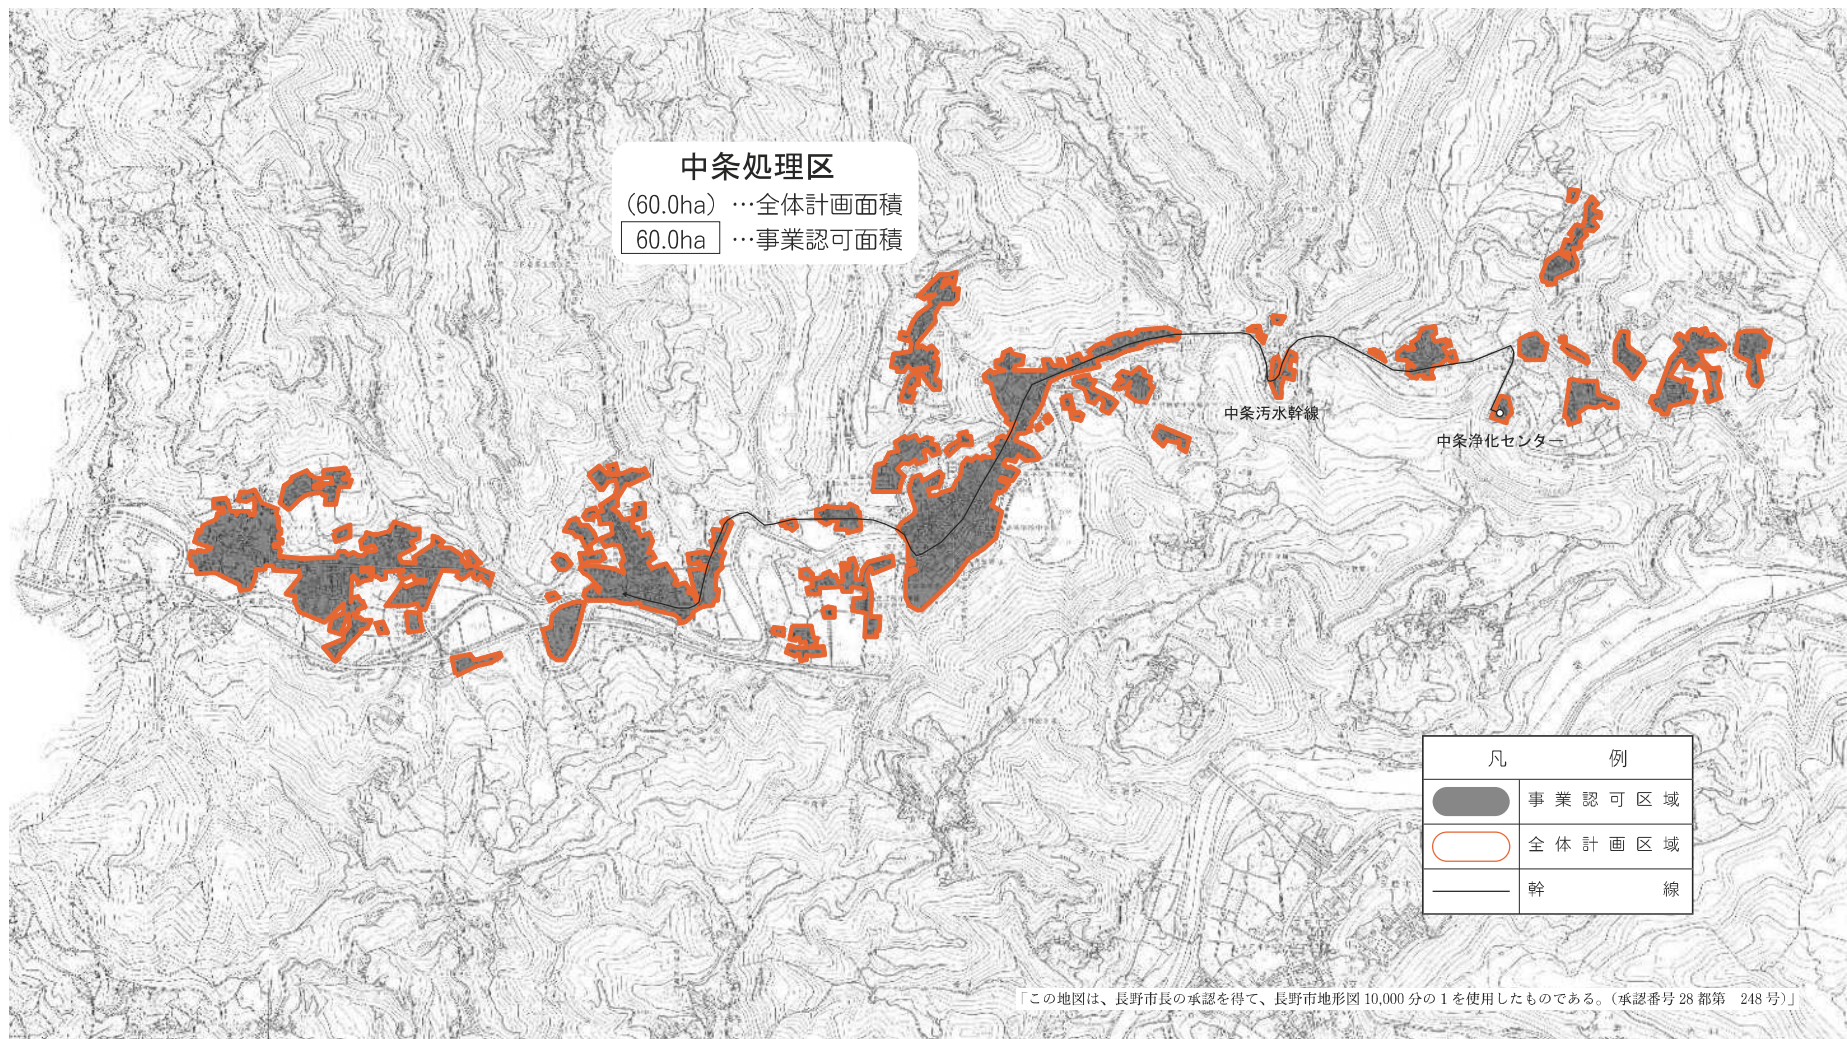 中条処理区
(60.0ha) …全体計画面積
60.0ha …事業認可面積
中条汚水幹線
中条浄化センター
凡 例
事業認可区域
全体計画区域
幹 線
「この地図は、長野市長の承認を得て、長野市地形図 10,000 分の 1 を使用したものである。(承認番号 28 都第 248 号)」